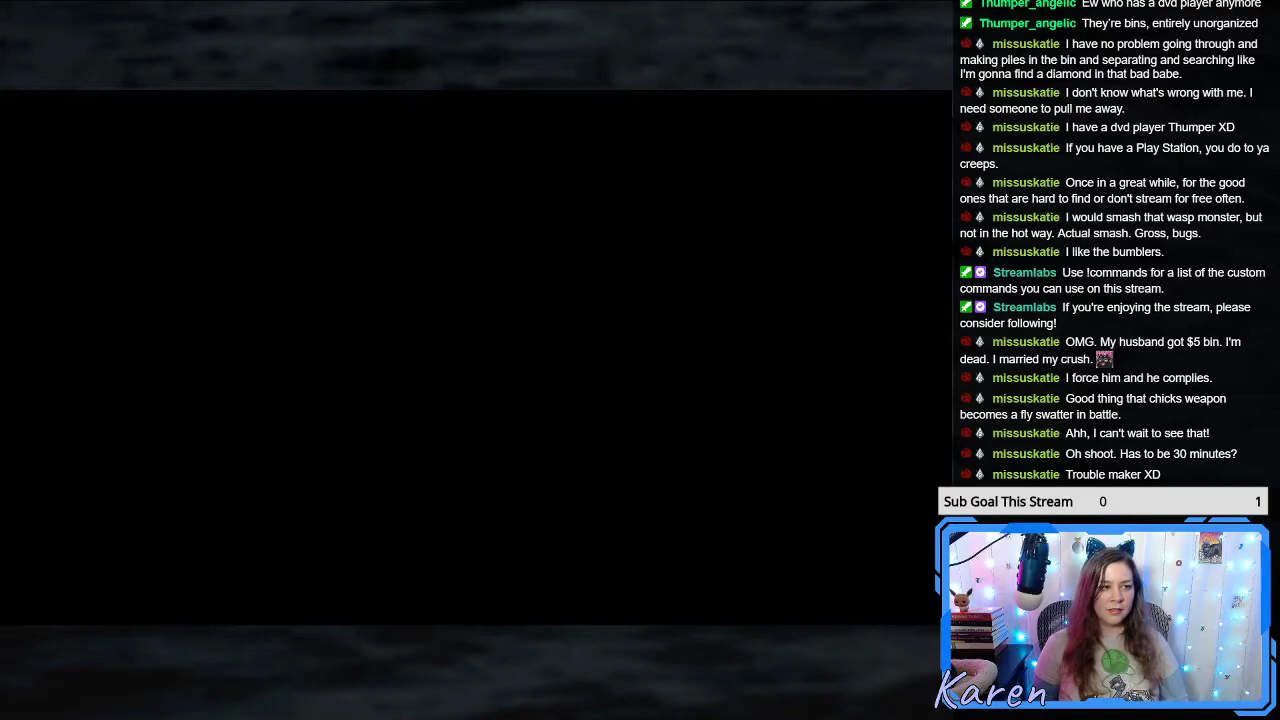 Thumper_angelic Ew who has a dvd player anymore
Thumper_angelic They're bins, entirely unorganized
missuskatie I have no problem going through and
making piles in the bin and separating and searching like
I'm gonna find a diamond in that bad babe.
missuskatie I don't know what's wrong with me. I
need someone to pull me away.
missuskatie I have a dvd player Thumper XD
missuskatie If you have a Play Station, you do to ya
creeps.
missuskatie Once in a great while, for the good
ones that are hard to find or don't stream for free often.
missuskatie I would smash that wasp monster, but
not in the hot way. Actual smash. Gross, bugs.
missuskatie I like the bumblers.
Streamlabs Use !commands for a list of the custom
commands you can use on this stream.
Streamlabs If you're enjoying the stream, please
consider following!
missuskatie OMG. My husband got $5 bin. I'm
dead. I married my crush.
missuskatie I force him and he complies.
missuskatie Good thing that chicks weapon
becomes a fly swatter in battle.
missuskatie Ahh, I can't wait to see that!
missuskatie Oh shoot. Has to be 30 minutes?
missuskatie Trouble maker XD
Sub Goal This Stream 0 1
Karen